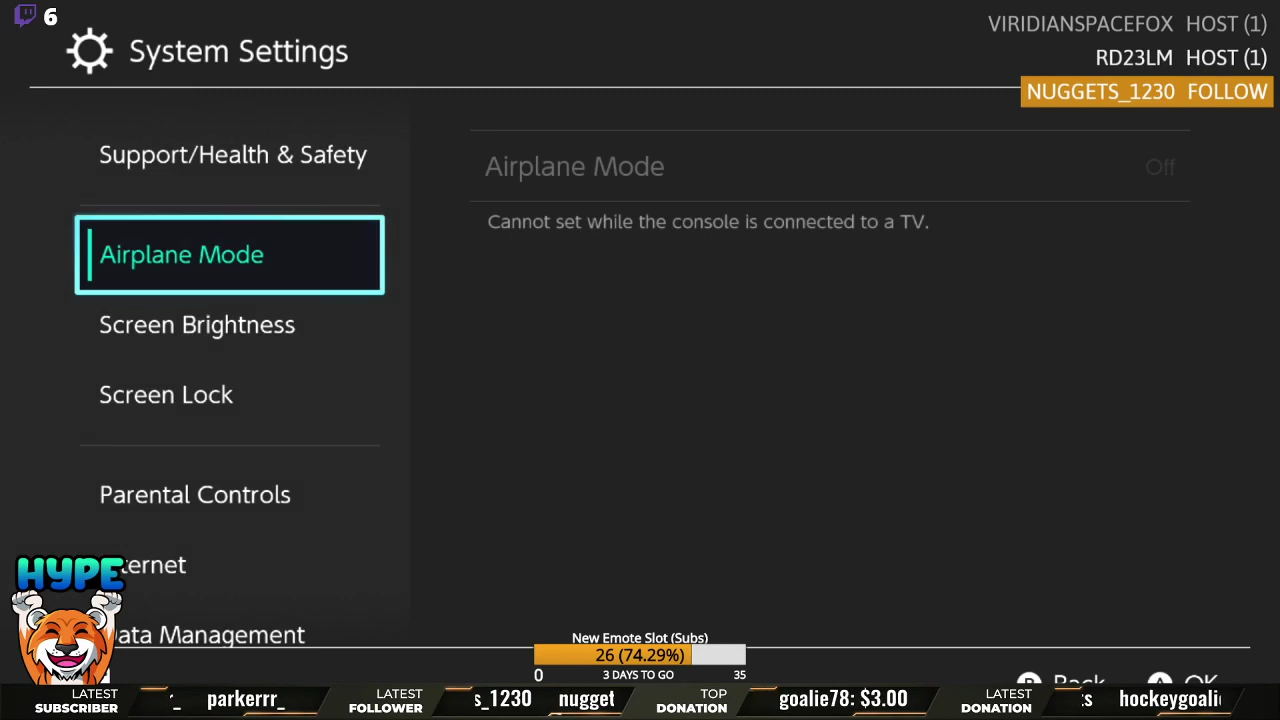 6
System Settings
VIRIDIANSPACEFOX HOST (1)
RD23LM HOST (1)
NUGGETS_1230 FOLLOW
Support/Health & Safety
Airplane Mode
Screen Brightness
Screen Lock
Parental Controls
ternet
ata Management
Airplane Mode Off
Cannot set while the console is connected to a TV.
HYPE
New Emote Slot (Subs)
26 (74.29%)
0 3 DAYS TO GO 35
Back OK
LATEST SUBSCRIBER parkerrr_
LATEST FOLLOWER s_1230 nugget
TOP DONATION goalie78: $3.00
LATEST DONATION hockeygoali